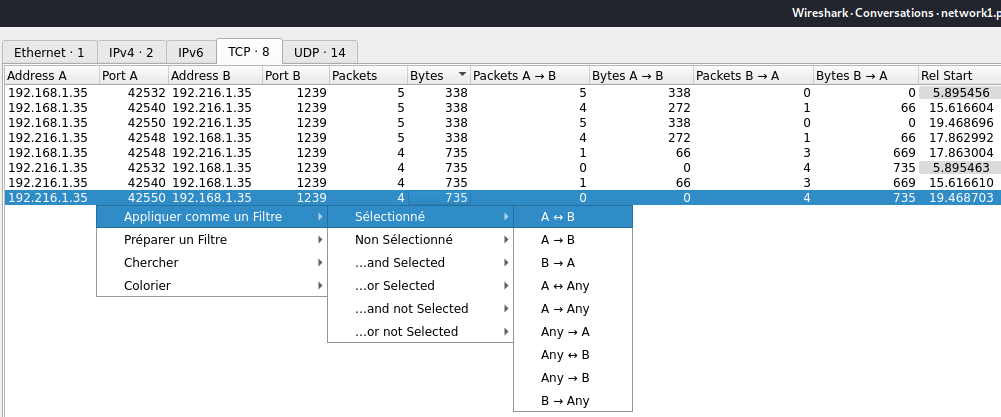 Wireshark · Conversations · network1.p
Ethernet · 1 IPv4 · 2 IPv6 TCP · 8 UDP · 14
Address A Port A Address B Port B Packets Bytes Packets A → B Bytes A → B Packets B → A Bytes B → A Rel Start
192.168.1.35 42532 192.216.1.35 1239 5 338 5 338 0 0 5.895456
192.168.1.35 42540 192.216.1.35 1239 5 338 4 272 1 66 15.616604
192.168.1.35 42550 192.216.1.35 1239 5 338 5 338 0 0 19.468696
192.216.1.35 42548 192.168.1.35 1239 5 338 4 272 1 66 17.862992
192.168.1.35 42548 192.216.1.35 1239 4 735 1 66 3 669 17.863004
192.216.1.35 42532 192.168.1.35 1239 4 735 0 0 4 735 5.895463
192.216.1.35 42540 192.168.1.35 1239 4 735 1 66 3 669 15.616610
192.216.1.35 42550 192.168.1.35 1239 4 735 0 0 4 735 19.468703
Appliquer comme un Filtre Sélectionné A ↔ B
Préparer un Filtre Non Sélectionné A → B
Chercher ...and Selected B → A
Colorier ...or Selected A ↔ Any
...and not Selected A → Any
...or not Selected Any → A
Any ↔ B
Any → B
B → Any